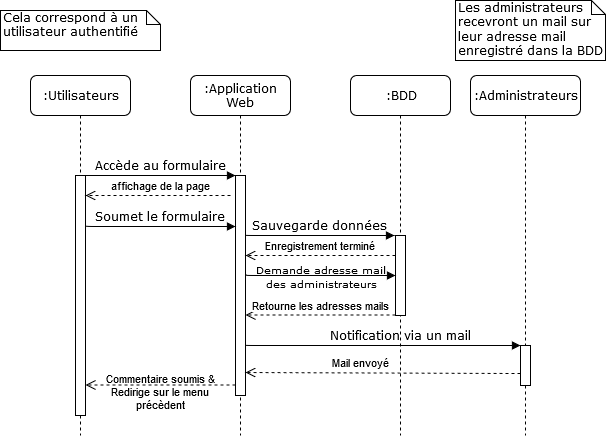 Cela correspond à un
utilisateur authentifié
Les administrateurs
recevront un mail sur
leur adresse mail
enregistré dans la BDD
:Utilisateurs
:Application
Web
:BDD
:Administrateurs
Accède au formulaire
affichage de la page
Soumet le formulaire
Sauvegarde données
Enregistrement terminé
Demande adresse mail
des administrateurs
Retourne les adresses mails
Notification via un mail
Mail envoyé
Commentaire soumis &
Redirige sur le menu
précèdent